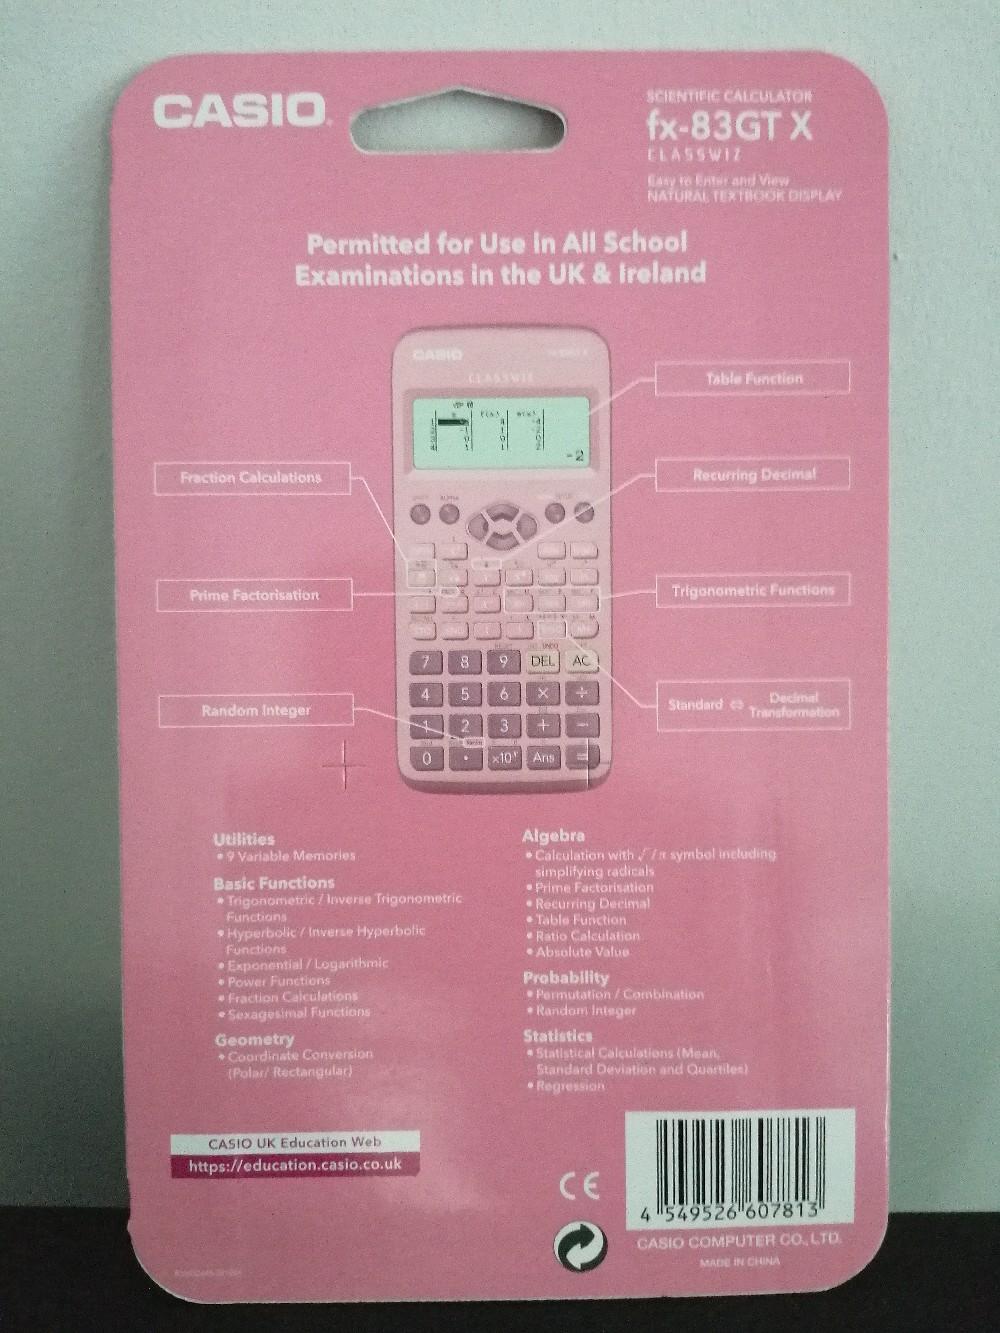 CASIO
SCIENTIFIC CALCULATOR
fx-83GT X
CLASSWIZ
Easy to Enter and View
NATURAL TEXTBOOK DISPLAY
Permitted for Use in All School
Examinations in the UK & Ireland
CASIO
CLASSWIZ
Table Function
Fraction Calculations
Recurring Decimal
Prime Factorisation
Trigonometric Functions
Random Integer
Standard ⇔ Decimal
Transformation
7 8 9 DEL AC
4 5 6 × ÷
1 2 3 + −
0 • ×10ˣ Ans =
Utilities
• 9 Variable Memories
Basic Functions
• Trigonometric / Inverse Trigonometric
Functions
• Hyperbolic / Inverse Hyperbolic
Functions
• Exponential / Logarithmic
• Power Functions
• Fraction Calculations
• Sexagesimal Functions
Geometry
• Coordinate Conversion
(Polar/ Rectangular)
Algebra
• Calculation with √ / π symbol including
simplifying radicals
• Prime Factorisation
• Recurring Decimal
• Table Function
• Ratio Calculation
• Absolute Value
Probability
• Permutation / Combination
• Random Integer
Statistics
• Statistical Calculations (Mean,
Standard Deviation and Quartiles)
• Regression
CASIO UK Education Web
https://education.casio.co.uk
CE
4 549526 607813
CASIO COMPUTER CO., LTD.
MADE IN CHINA